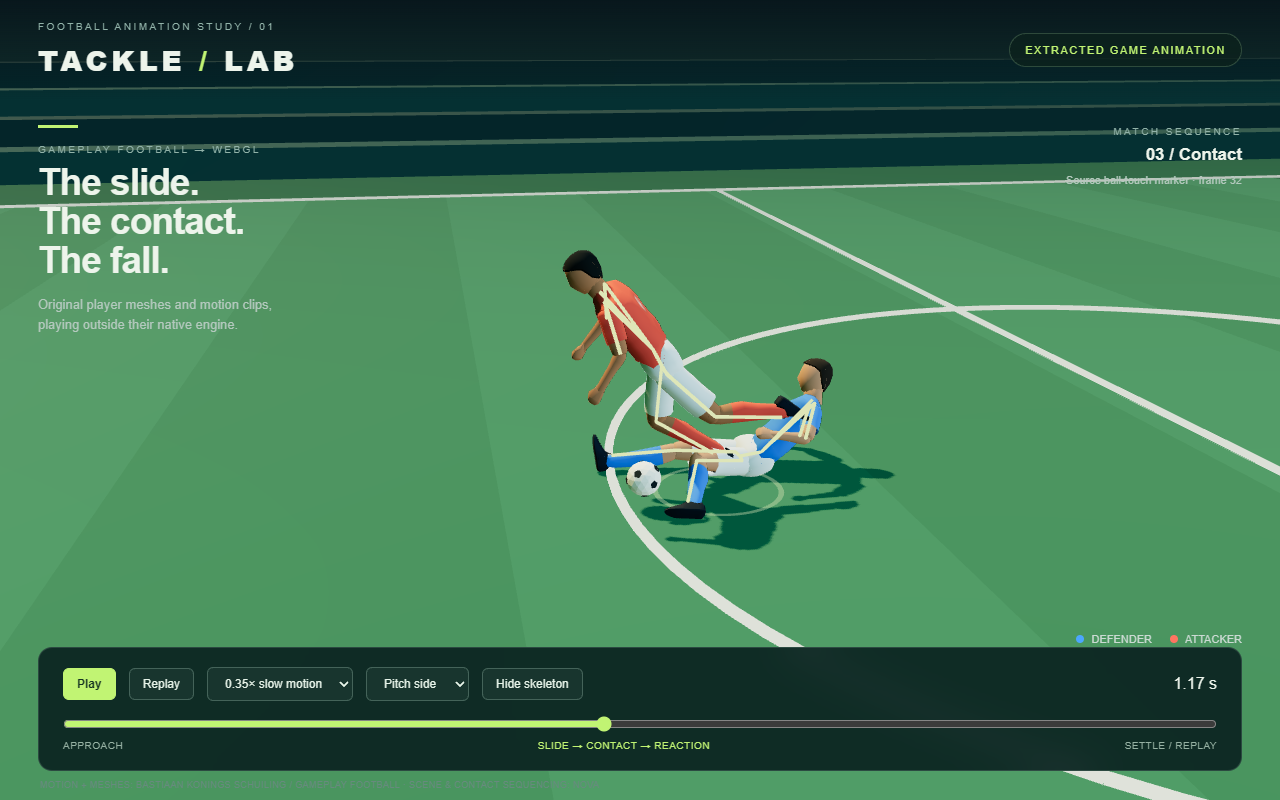 FOOTBALL ANIMATION STUDY / 01
TACKLE / LAB
EXTRACTED GAME ANIMATION
GAMEPLAY FOOTBALL → WEBGL
The slide.
The contact.
The fall.
Original player meshes and motion clips,
playing outside their native engine.
MATCH SEQUENCE
03 / Contact
Source ball-touch marker · frame 32
DEFENDER ATTACKER
Play Replay 0.35× slow motion Pitch side Hide skeleton 1.17 s
APPROACH SLIDE → CONTACT → REACTION SETTLE / REPLAY